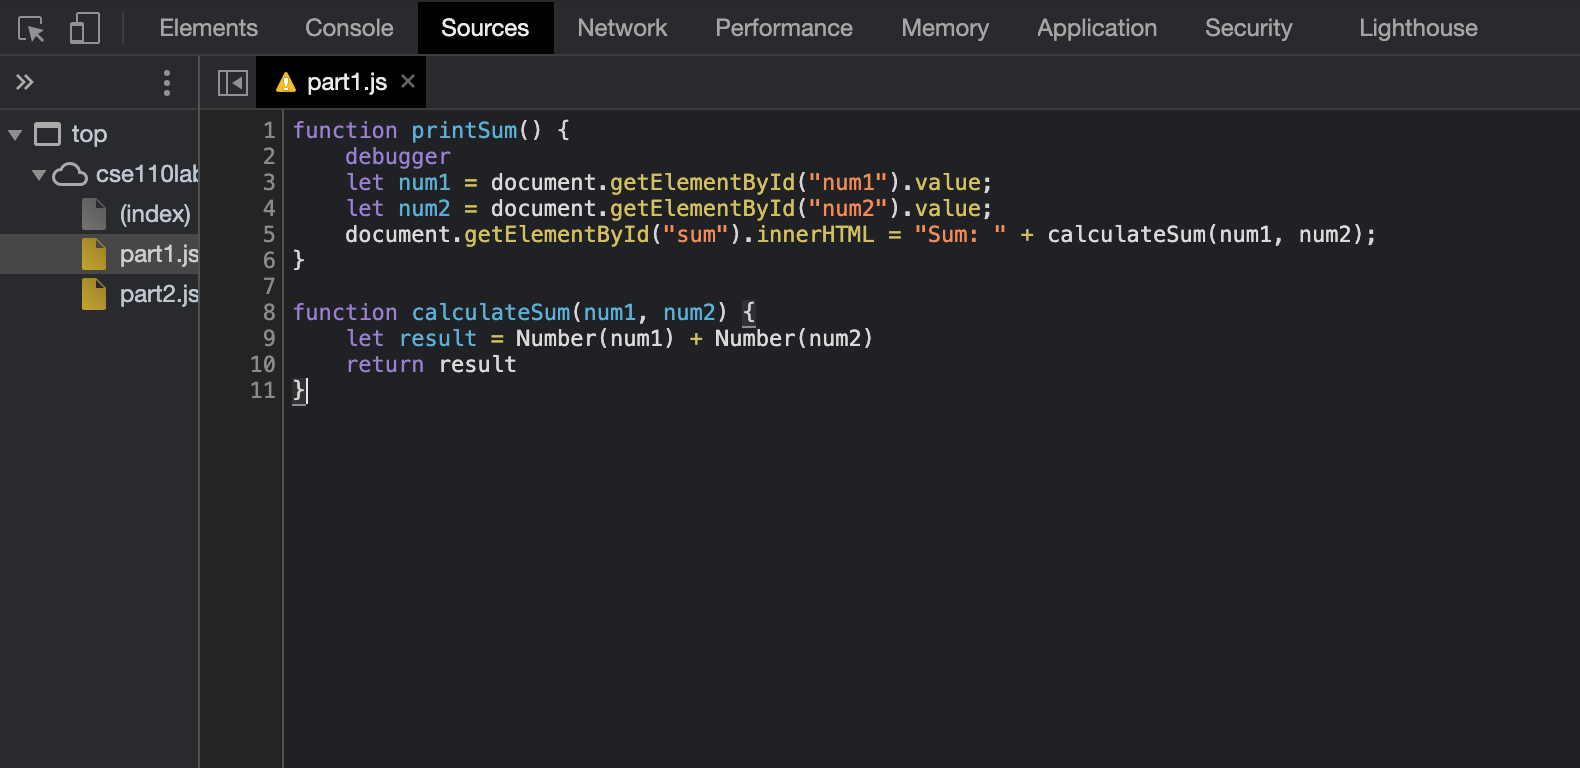 Elements Console Sources Network Performance Memory Application Security Lighthouse
part1.js
top
cse110lab
(index)
part1.js
part2.js
1 function printSum() {
2     debugger
3     let num1 = document.getElementById("num1").value;
4     let num2 = document.getElementById("num2").value;
5     document.getElementById("sum").innerHTML = "Sum: " + calculateSum(num1, num2);
6 }
7
8 function calculateSum(num1, num2) {
9     let result = Number(num1) + Number(num2)
10     return result
11 }